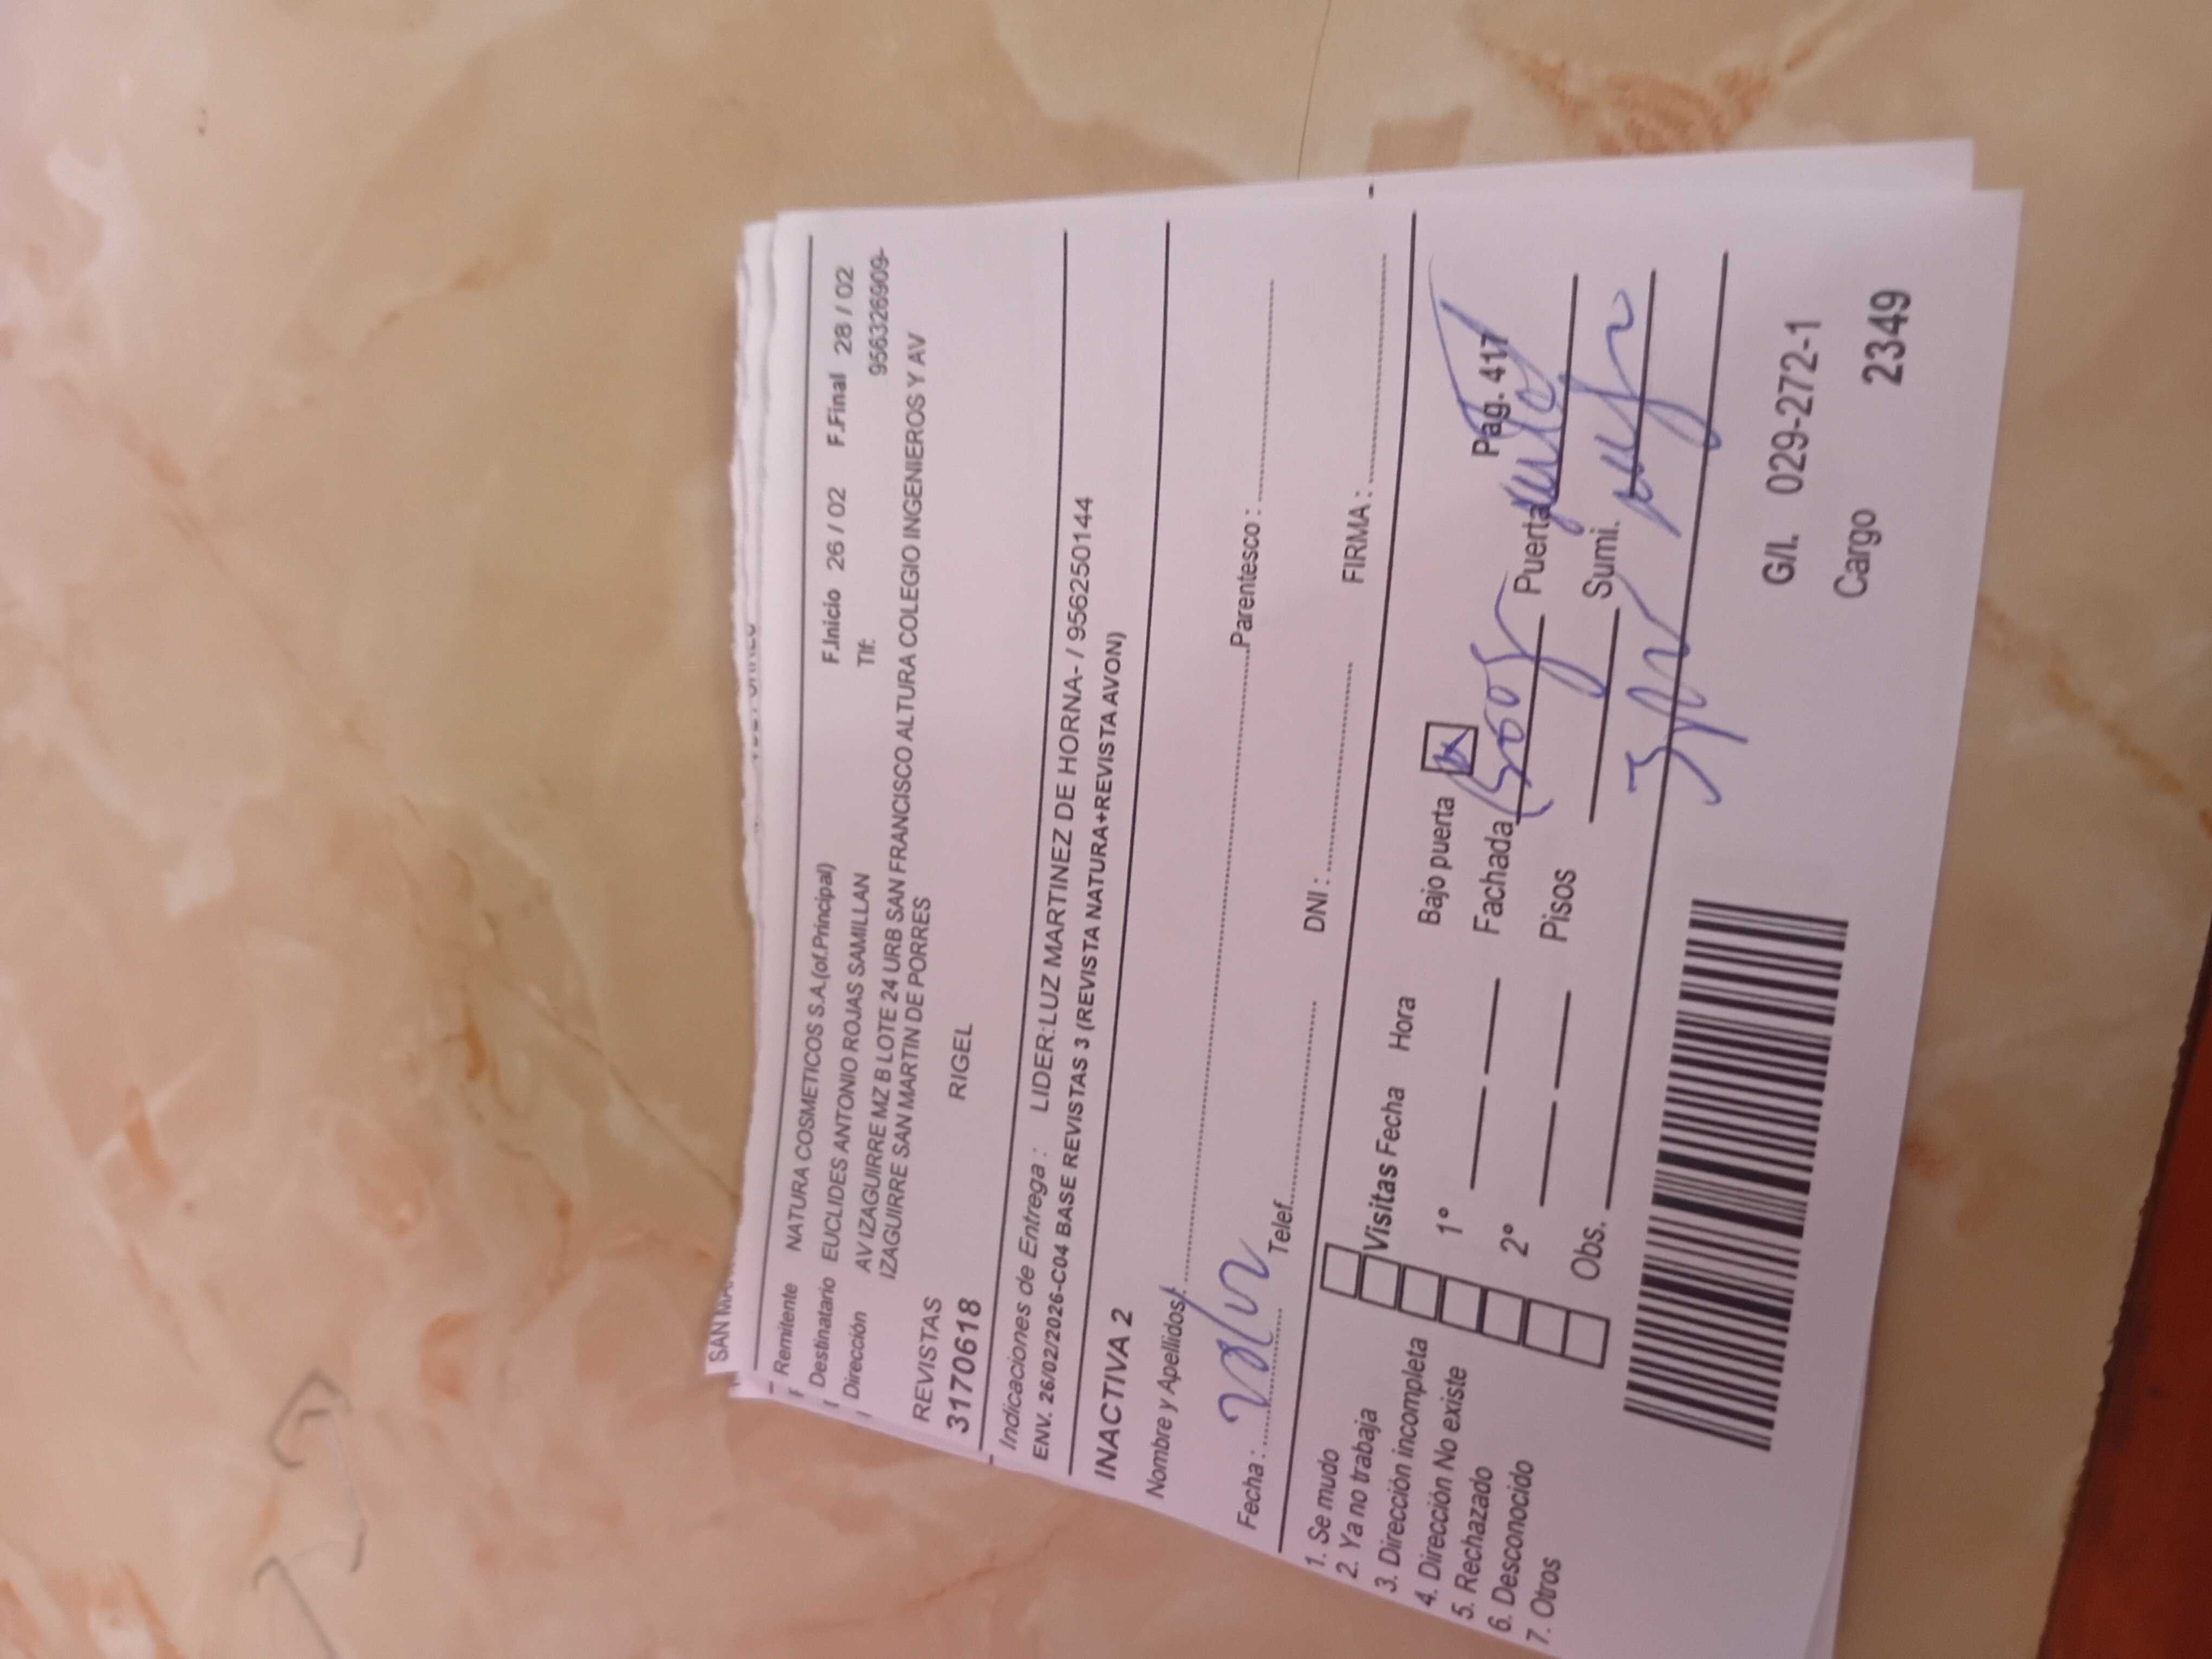 SAN MA
Remitente NATURA COSMETICOS S.A.(of.Principal) F.Inicio 26 / 02 F.Final 28 / 02
Destinatario EUCLIDES ANTONIO ROJAS SAMILLAN Tlf: 956326909-
Dirección AV IZAGUIRRE MZ B LOTE 24 URB SAN FRANCISCO ALTURA COLEGIO INGENIEROS Y AV
IZAGUIRRE SAN MARTIN DE PORRES
REVISTAS
3170618 RIGEL
Indicaciones de Entrega : LIDER:LUZ MARTINEZ DE HORNA- / 9562501 44
ENV. 26/02/2026-C04 BASE REVISTAS 3 (REVISTA NATURA+REVISTA AVON)
INACTIVA 2
Nombre y Apellidos:
Parentesco :
Fecha : Telef. DNI : FIRMA :
1. Se mudo
2. Ya no trabaja
3. Dirección incompleta
4. Dirección No existe
5. Rechazado
6. Desconocido
7. Otros
Visitas Fecha Hora Bajo puerta Pag. 417
1° Fachada Puerta
2° Pisos Sumi.
Obs.
G/I. 029-272-1
Cargo 2349